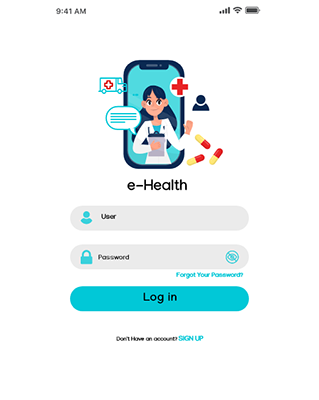 9:41 AM
e-Health
User
Password
Forgot Your Password?
Log in
Don't Have an account? SIGN UP